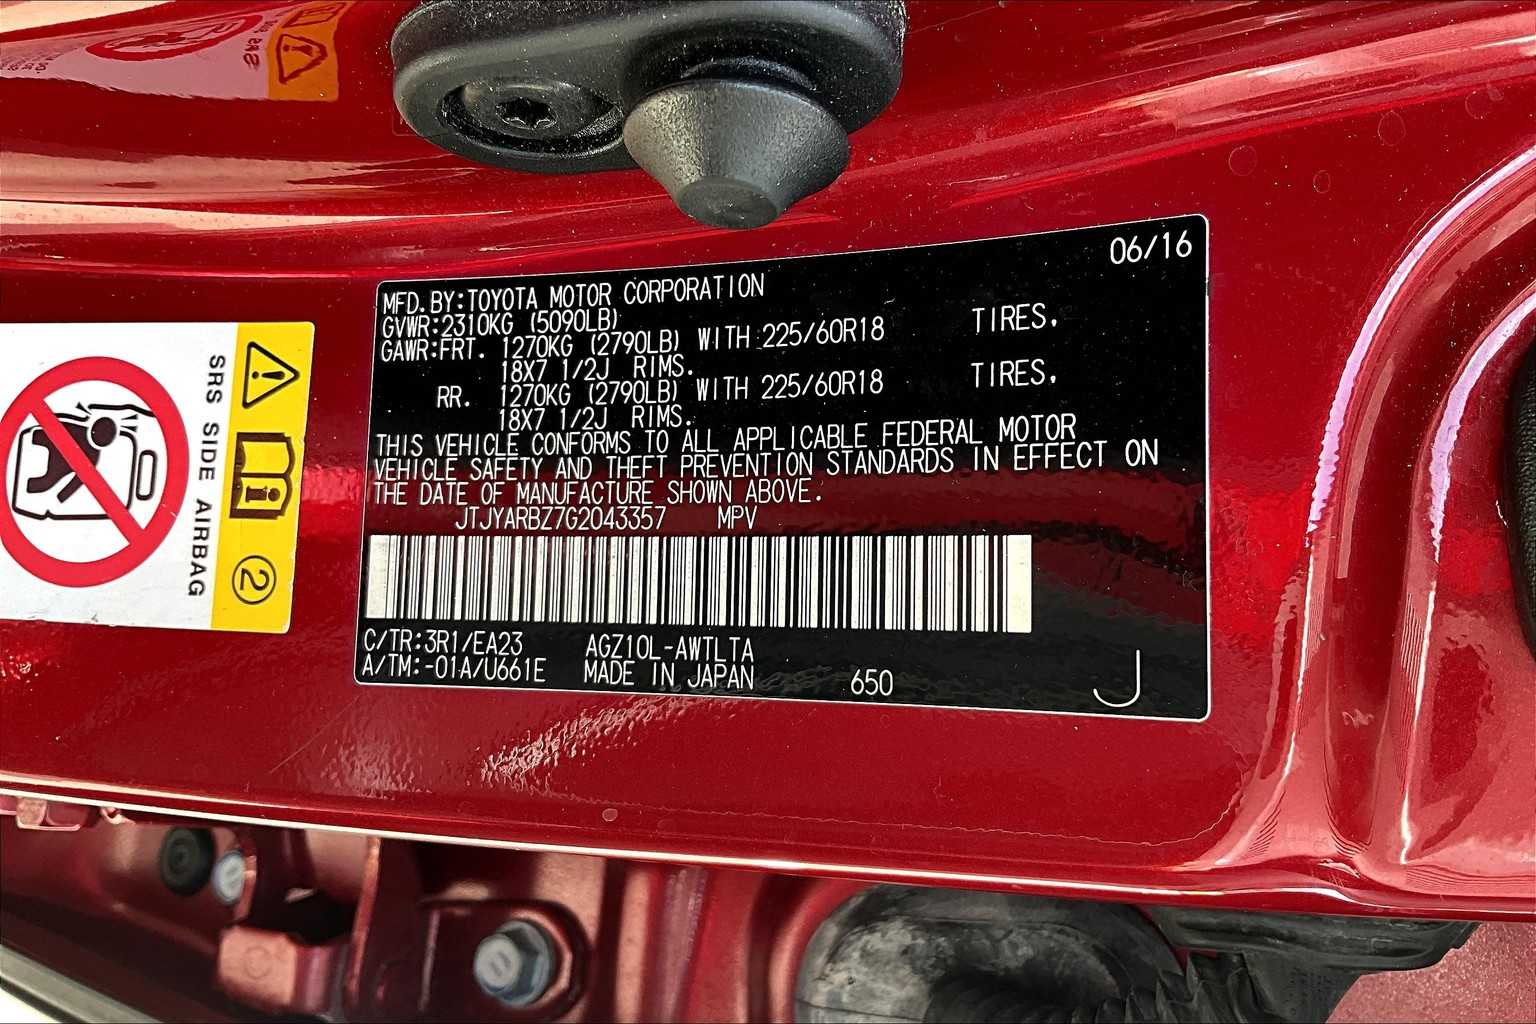 06/16
MFD. BY:TOYOTA MOTOR CORPORATION
GVWR:2310KG (5090LB)
GAWR:FRT. 1270KG (2790LB) WITH 225/60R18 TIRES.
18X7 1/2J RIMS.
RR. 1270KG (2790LB) WITH 225/60R18 TIRES.
18X7 1/2J RIMS.
THIS VEHICLE CONFORMS TO ALL APPLICABLE FEDERAL MOTOR
VEHICLE SAFETY AND THEFT PREVENTION STANDARDS IN EFFECT ON
THE DATE OF MANUFACTURE SHOWN ABOVE.
JTJYARBZ7G2043357 MPV
C/TR:3R1/EA23 AGZ10L-AWTLTA
A/TM:-01A/U661E MADE IN JAPAN 650 J
SRS SIDE AIRBAG
2